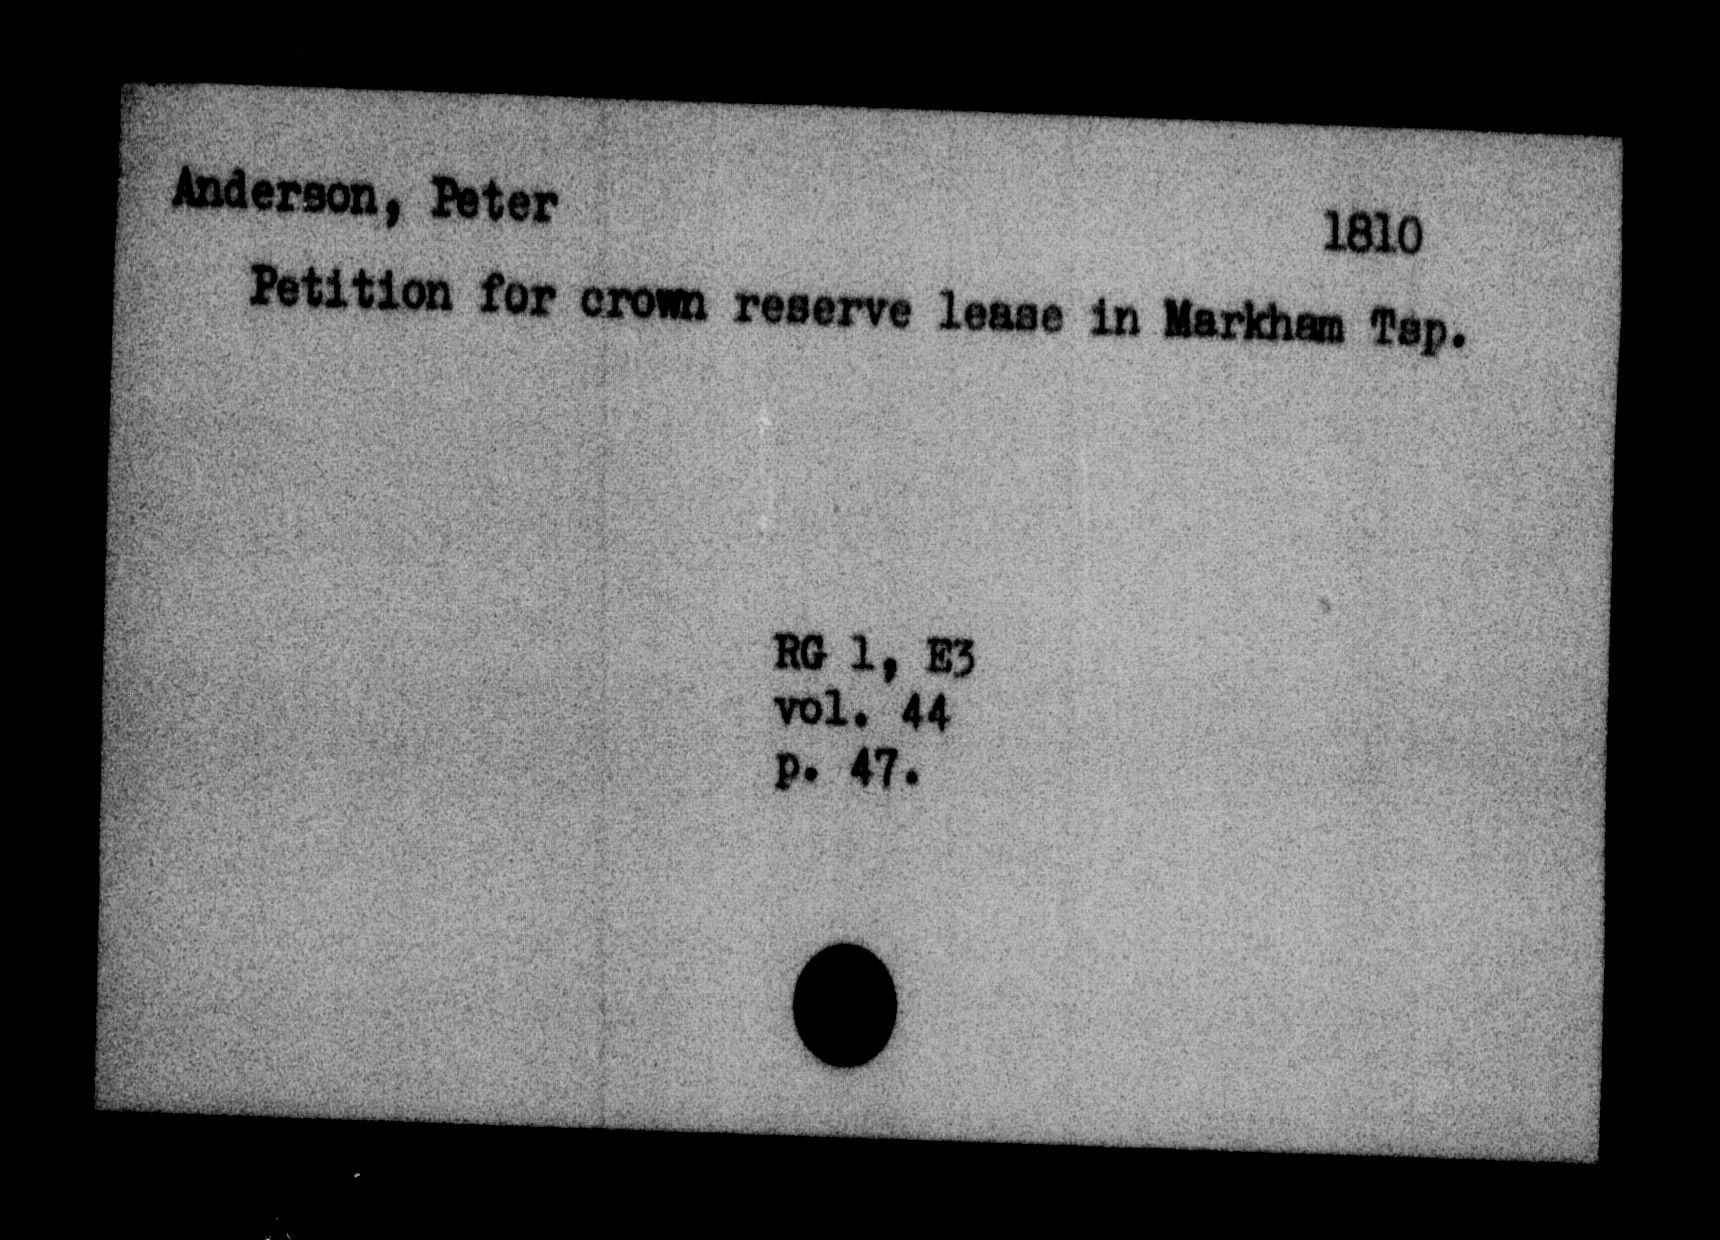 Anderson, Peter
1810
Petition for crown reserve lease in Markham Tsp.
RG 1, E3
vol. 44
p. 47.